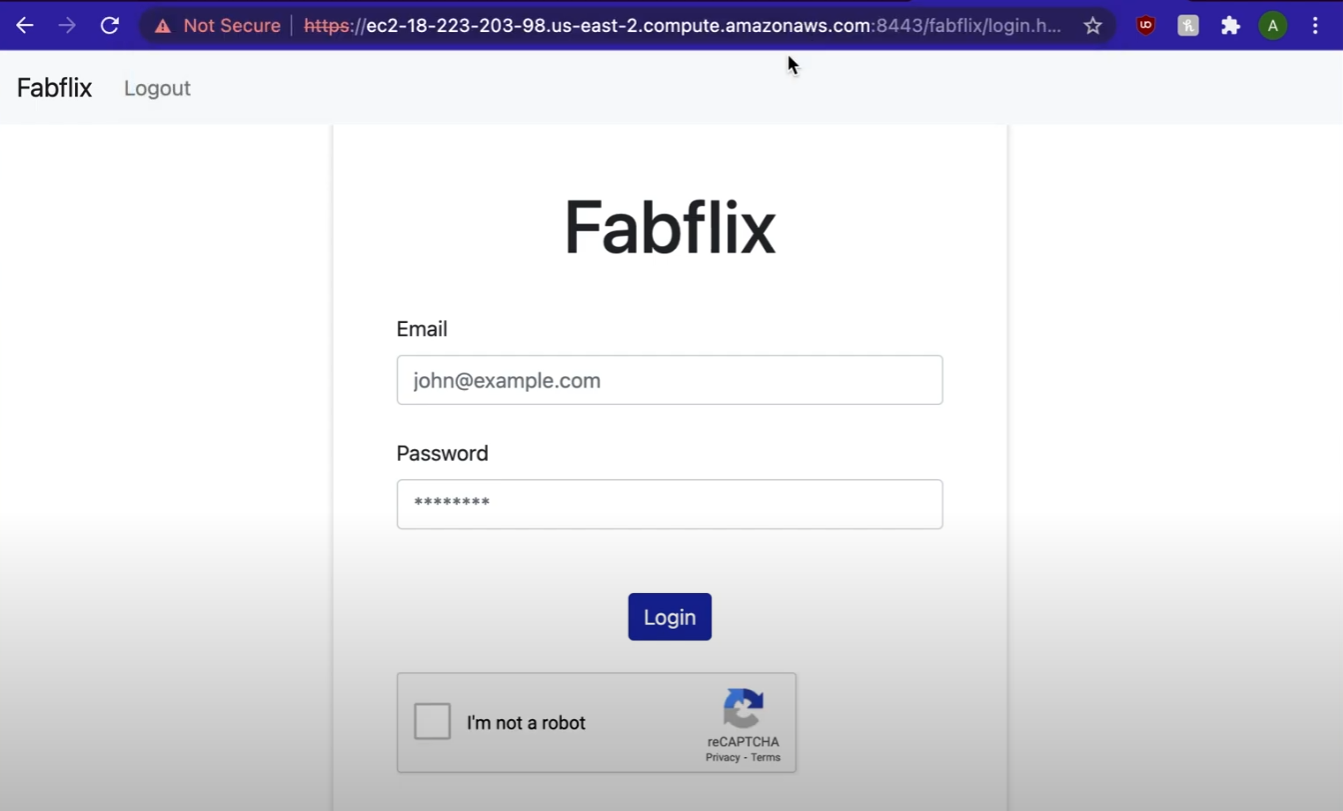 Not Secure | https://ec2-18-223-203-98.us-east-2.compute.amazonaws.com:8443/fabflix/login.h... A
Fabflix Logout
Fabflix
Email
john@example.com
Password
********
Login
I'm not a robot
reCAPTCHA
Privacy - Terms